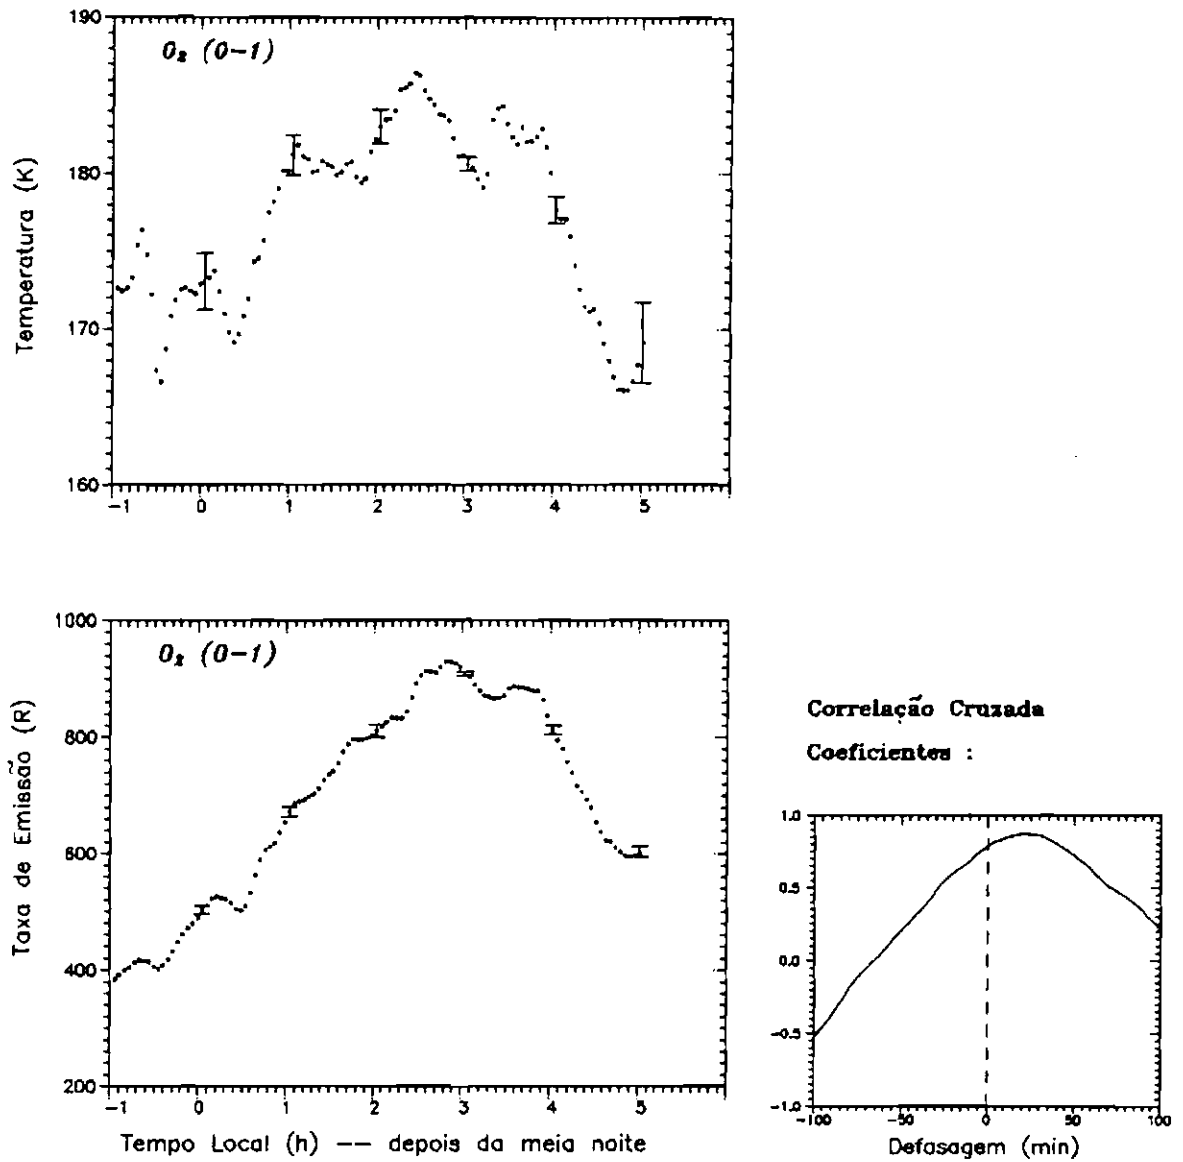 190
180
170
160
Temperatura (K)
O₂ (0-1)
-1 0 1 2 3 4 5
1000
800
600
400
200
Taxa de Emissão (R)
O₂ (0-1)
-1 0 1 2 3 4 5
Tempo Local (h) -- depois da meia noite
Correlação Cruzada
Coeficientes :
1.0
0.5
0.0
-0.5
-1.0
-100 -50 0 50 100
Defasagem (min)